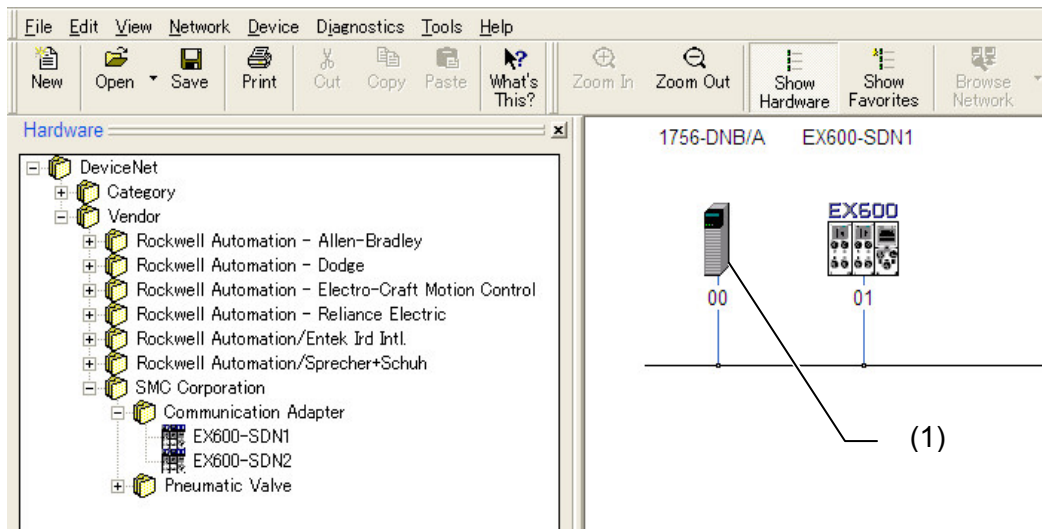 File Edit View Network Device Diagnostics Tools Help
New Open Save Print Cut Copy Paste What's This? Zoom In Zoom Out Show Hardware Show Favorites Browse Network
Hardware
1756-DNB/A EX600-SDN1
DeviceNet
Category
Vendor
Rockwell Automation - Allen-Bradley
Rockwell Automation - Dodge
Rockwell Automation - Electro-Craft Motion Control
Rockwell Automation - Reliance Electric
Rockwell Automation/Entek Ird Intl.
Rockwell Automation/Sprecher+Schuh
SMC Corporation
Communication Adapter
EX600-SDN1
EX600-SDN2
Pneumatic Valve
EX600
00 01
(1)